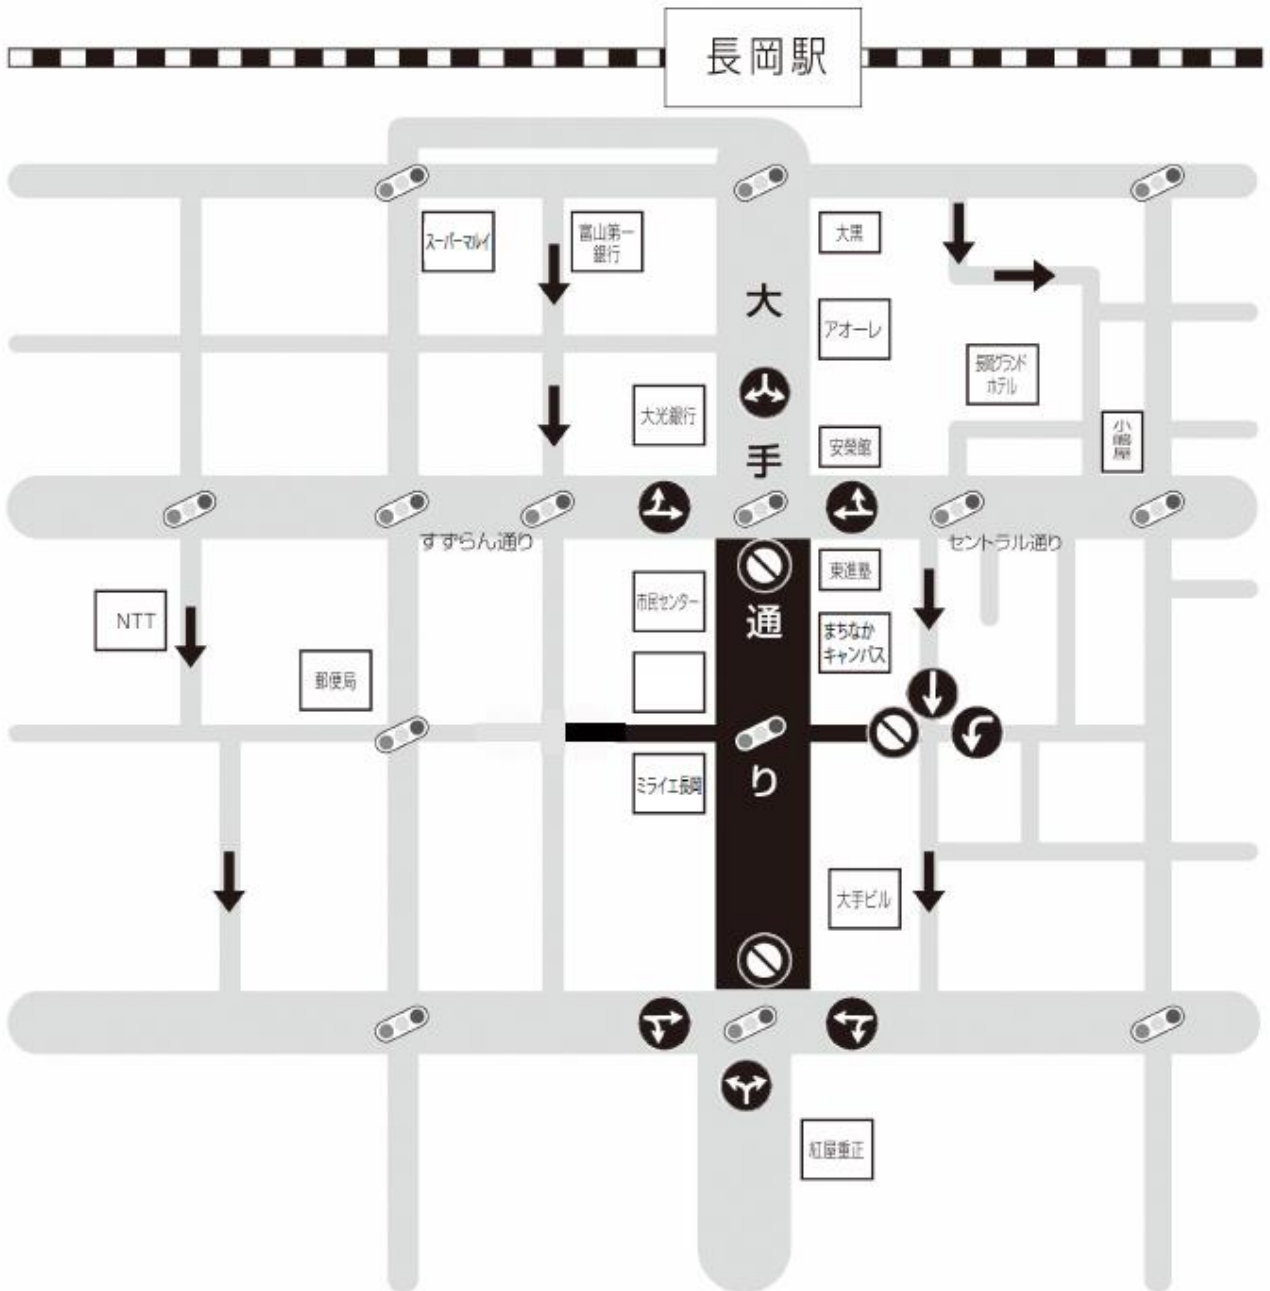 長岡駅
スーパーマルイ
富山第一
銀行
大黒
大手通り
アオーレ
長岡グランド
ホテル
大光銀行
安榮館
小嶋屋
すずらん通り
セントラル通り
東進塾
市民センター
NTT
まちなか
キャンパス
郵便局
ミライエ長岡
大手ビル
紅屋重正